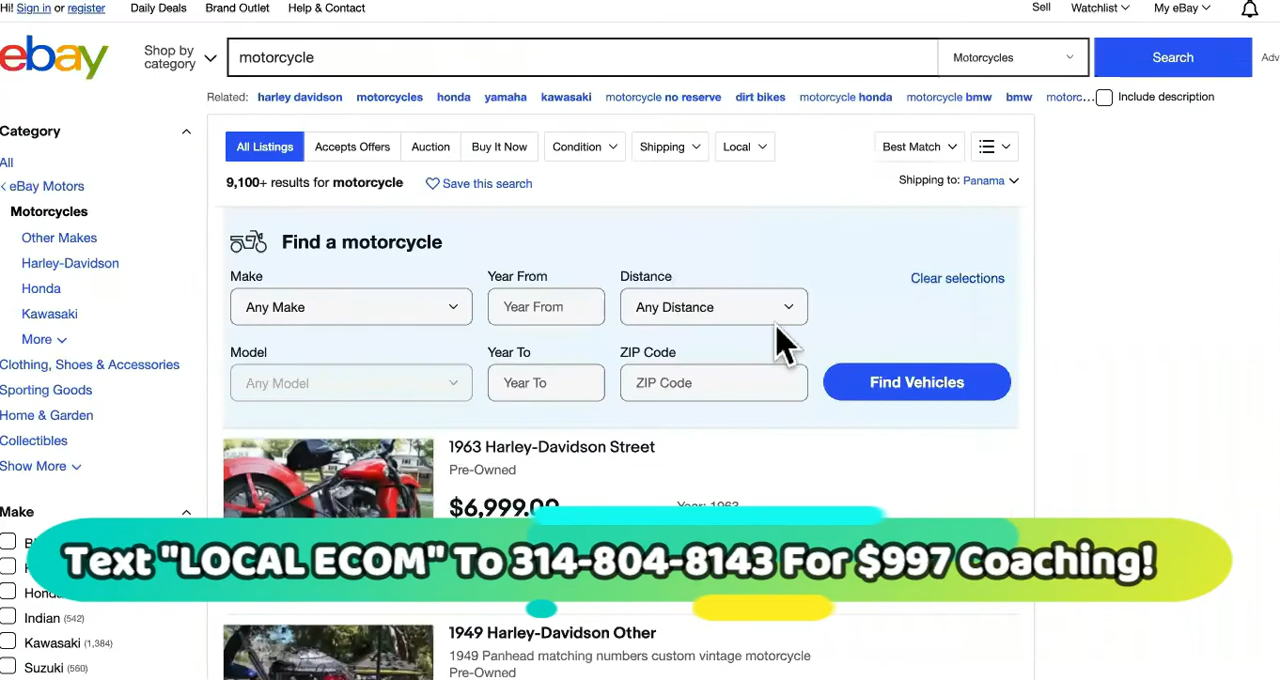 Hi! Sign in or register Daily Deals Brand Outlet Help & Contact Sell Watchlist My eBay
ebay Shop by category motorcycle Motorcycles Search Adv
Related: harley davidson motorcycles honda yamaha kawasaki motorcycle no reserve dirt bikes motorcycle honda motorcycle bmw bmw motorc... Include description
Category
All
eBay Motors
Motorcycles
Other Makes
Harley-Davidson
Honda
Kawasaki
More
Clothing, Shoes & Accessories
Sporting Goods
Home & Garden
Collectibles
Show More
Make
Indian (542)
Kawasaki (1,384)
Suzuki (560)
All Listings Accepts Offers Auction Buy It Now Condition Shipping Local Best Match
9,100+ results for motorcycle Save this search Shipping to: Panama
Find a motorcycle
Make Year From Distance Clear selections
Any Make Year From Any Distance
Model Year To ZIP Code
Any Model Year To ZIP Code Find Vehicles
1963 Harley-Davidson Street
Pre-Owned
$6,999.00 Year: 1963
Text "LOCAL ECOM" To 314-804-8143 For $997 Coaching!
1949 Harley-Davidson Other
1949 Panhead matching numbers custom vintage motorcycle
Pre-Owned